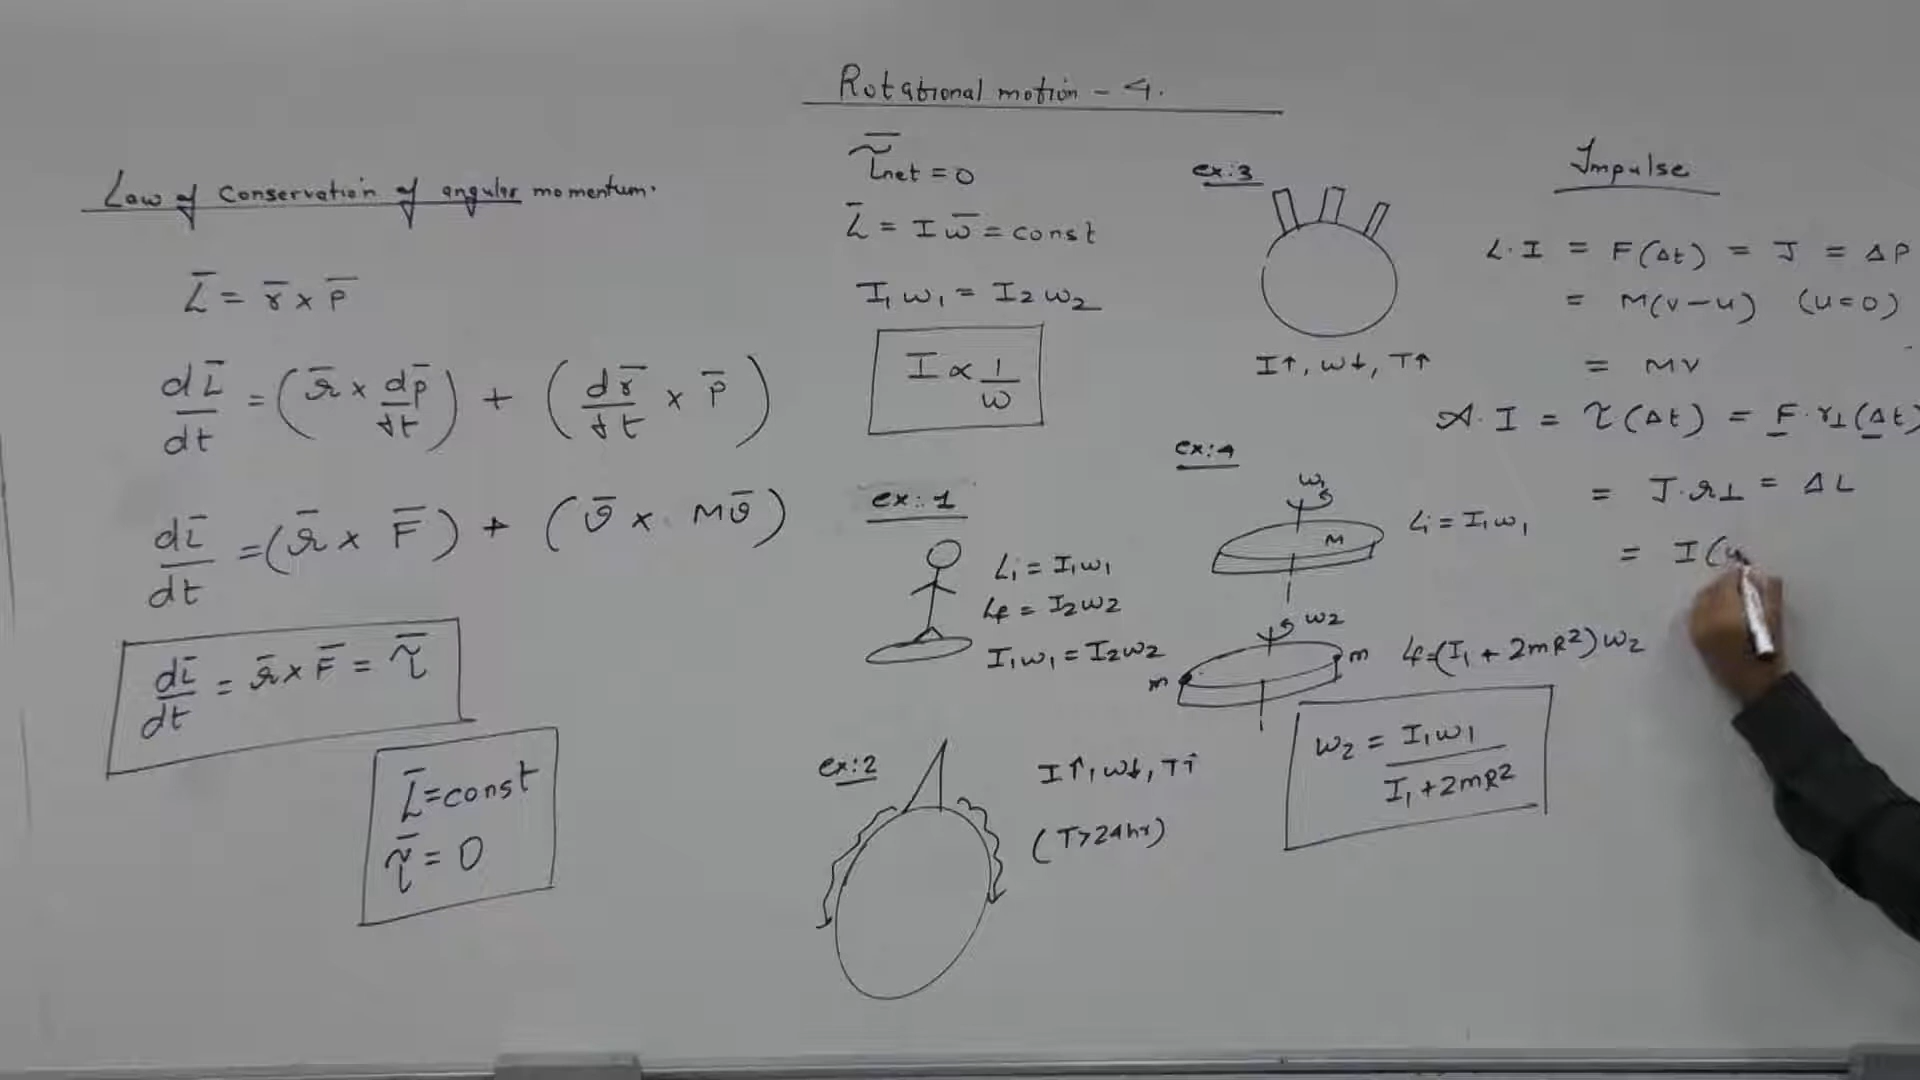 Rotational motion - 4.
Law of Conservation of angular momentum.
L̄ = r̄ × p̄
dL̄/dt = (r̄ × dp̄/dt) + (dr̄/dt × p̄)
dL̄/dt = (r̄ × F̄) + (v̄ × Mv̄)
dL̄/dt = r̄ × F̄ = τ̄
L̄ = const
τ̄ = 0
τ̄net = 0
L̄ = I ω̄ = const
I₁ω₁ = I₂ω₂
I ∝ 1/ω
ex:1
Lᵢ = I₁ω₁
Lf = I₂ω₂
I₁ω₁ = I₂ω₂
ex:2
I↑, ω↓, T↑
(T>24hr)
ex:3
I↑, ω↓, T↑
ex:4
ω₁
M
Lᵢ = I₁ω₁
ω₂
m
m
Lf=(I₁ + 2mR²)ω₂
ω₂ = I₁ω₁/I₁+2mR²
Impulse
L.I = F(Δt) = J = ΔP
= M(v-u) (u=0)
= MV
A.I = τ(Δt) = F.r⊥(Δt)
= J.r⊥ = ΔL
= I(